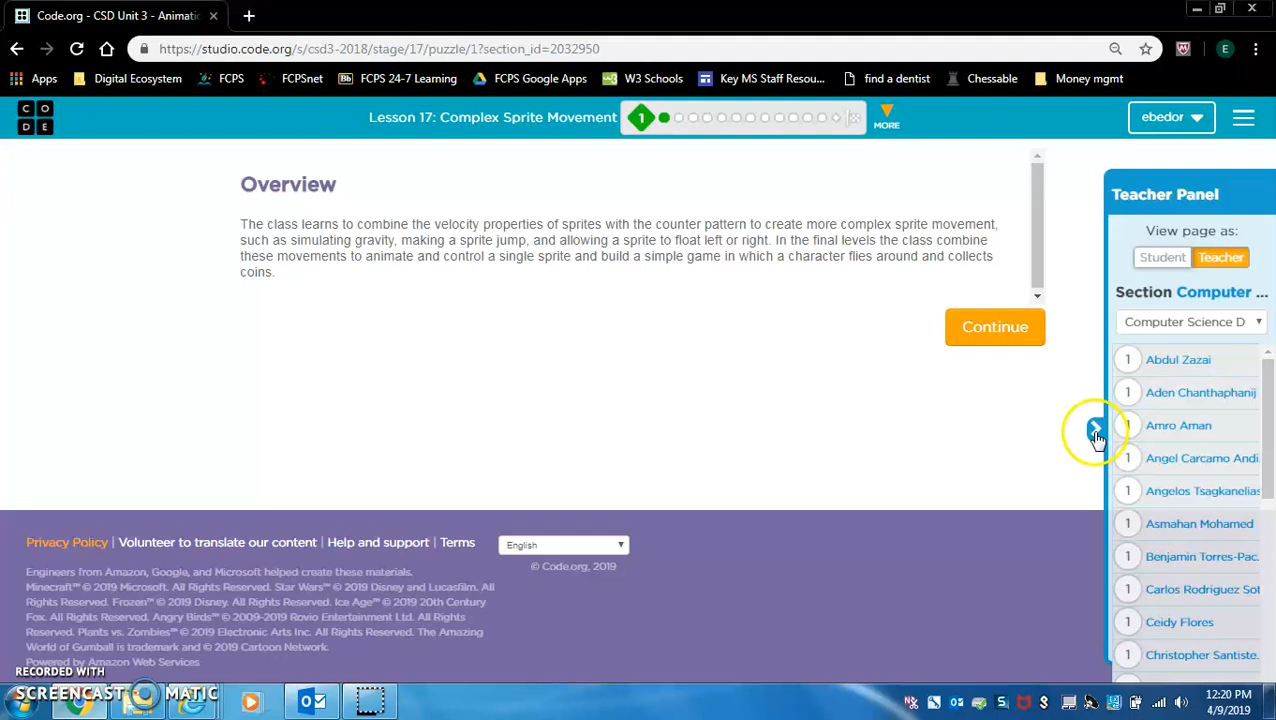 Code.org - CSD Unit 3 - Animatic
https://studio.code.org/s/csd3-2018/stage/17/puzzle/1?section_id=2032950
E
Apps Digital Ecosystem FCPS FCPSnet Bb FCPS 24-7 Learning FCPS Google Apps W3 Schools Key MS Staff Resou... find a dentist Chessable Money mgmt
CODE
Lesson 17: Complex Sprite Movement 1 MORE ebedor
Overview
The class learns to combine the velocity properties of sprites with the counter pattern to create more complex sprite movement,
such as simulating gravity, making a sprite jump, and allowing a sprite to float left or right. In the final levels the class combine
these movements to animate and control a single sprite and build a simple game in which a character flies around and collects
coins.
Continue
Teacher Panel
View page as:
Student Teacher
Section Computer ...
Computer Science D
1 Abdul Zazai
1 Aden Chanthaphanij
1 Amro Aman
1 Angel Carcamo Andi
1 Angelos Tsagkanelias
1 Asmahan Mohamed
1 Benjamin Torres-Pac.
1 Carlos Rodriguez Sot
1 Ceidy Flores
1 Christopher Santiste.
Privacy Policy | Volunteer to translate our content | Help and support | Terms English
© Code.org, 2019
Engineers from Amazon, Google, and Microsoft helped create these materials.
Minecraft™ © 2019 Microsoft. All Rights Reserved. Star Wars™ © 2019 Disney and Lucasfilm. All
Rights Reserved. Frozen™ © 2019 Disney. All Rights Reserved. Ice Age™ © 2019 20th Century
Fox. All Rights Reserved. Angry Birds™ © 2009-2019 Rovio Entertainment Ltd. All Rights
Reserved. Plants vs. Zombies™ © 2019 Electronic Arts Inc. All Rights Reserved. The Amazing
World of Gumball is trademark and © 2019 Cartoon Network.
Powered by Amazon Web Services
RECORDED WITH
SCREENCAST MATIC
12:20 PM
4/9/2019